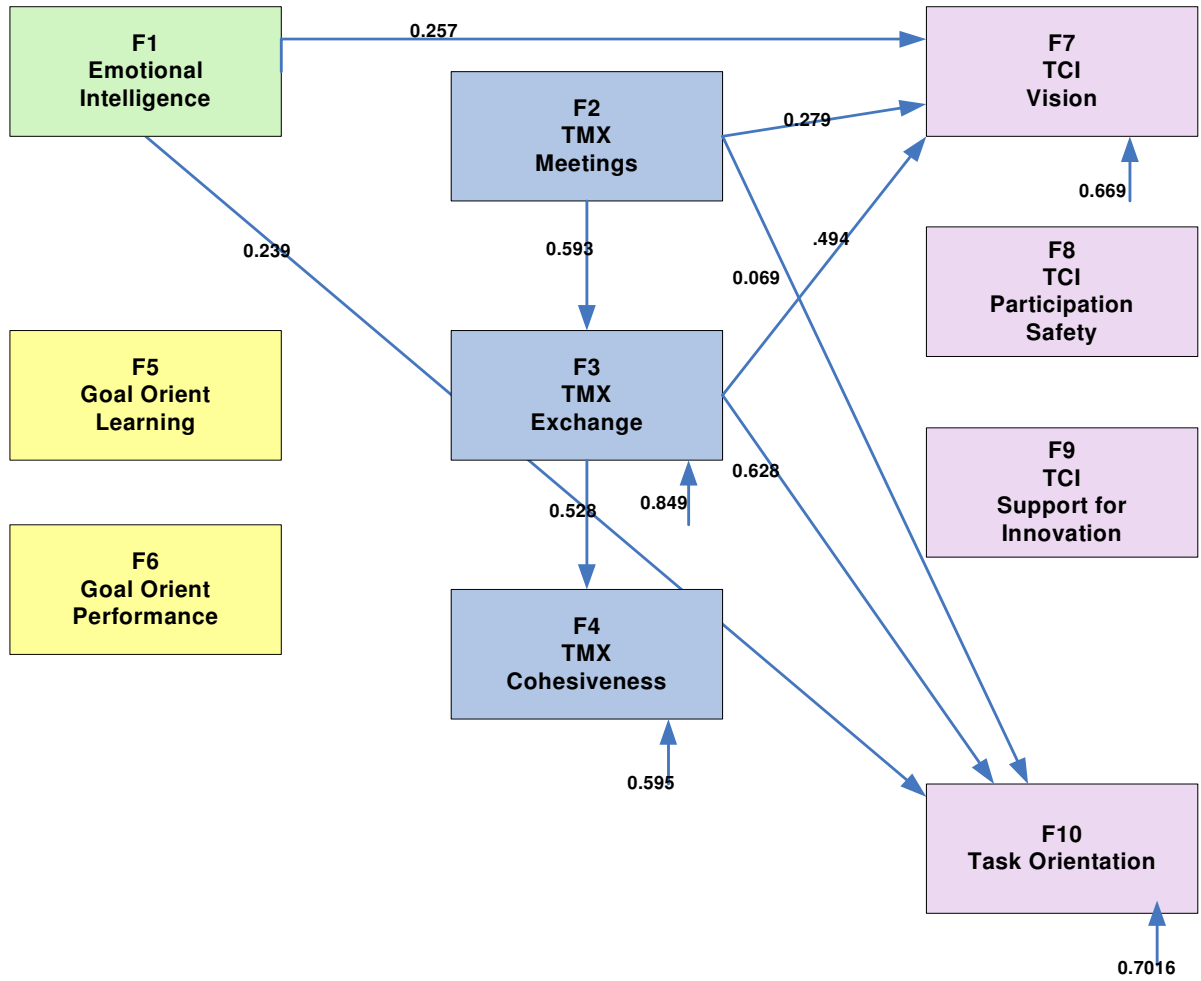 F1
Emotional
Intelligence
0.257
F7
TCI
Vision
F2
TMX
Meetings
0.279
0.669
0.239
0.593
.494
0.069
F8
TCI
Participation
Safety
F5
Goal Orient
Learning
F3
TMX
Exchange
F9
TCI
Support for
Innovation
0.628
0.528
0.849
F6
Goal Orient
Performance
F4
TMX
Cohesiveness
0.595
F10
Task Orientation
0.7016